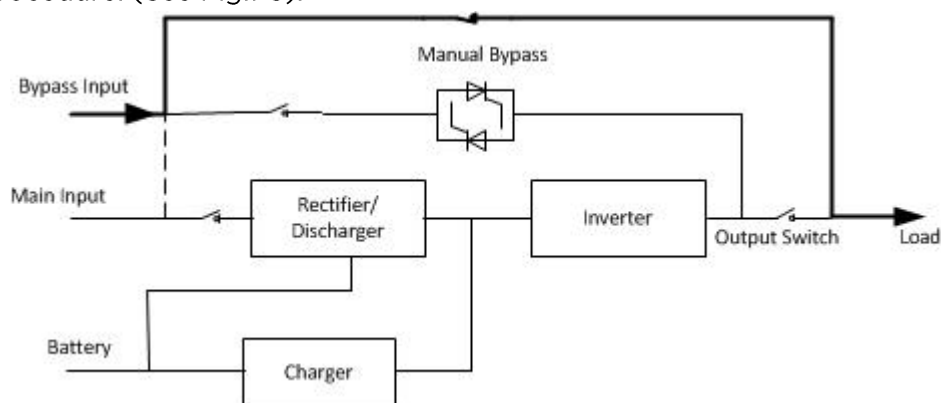 Manual Bypass
Bypass Input
Main Input
Rectifier/
Discharger
Inverter
Output Switch
Load
Battery
Charger